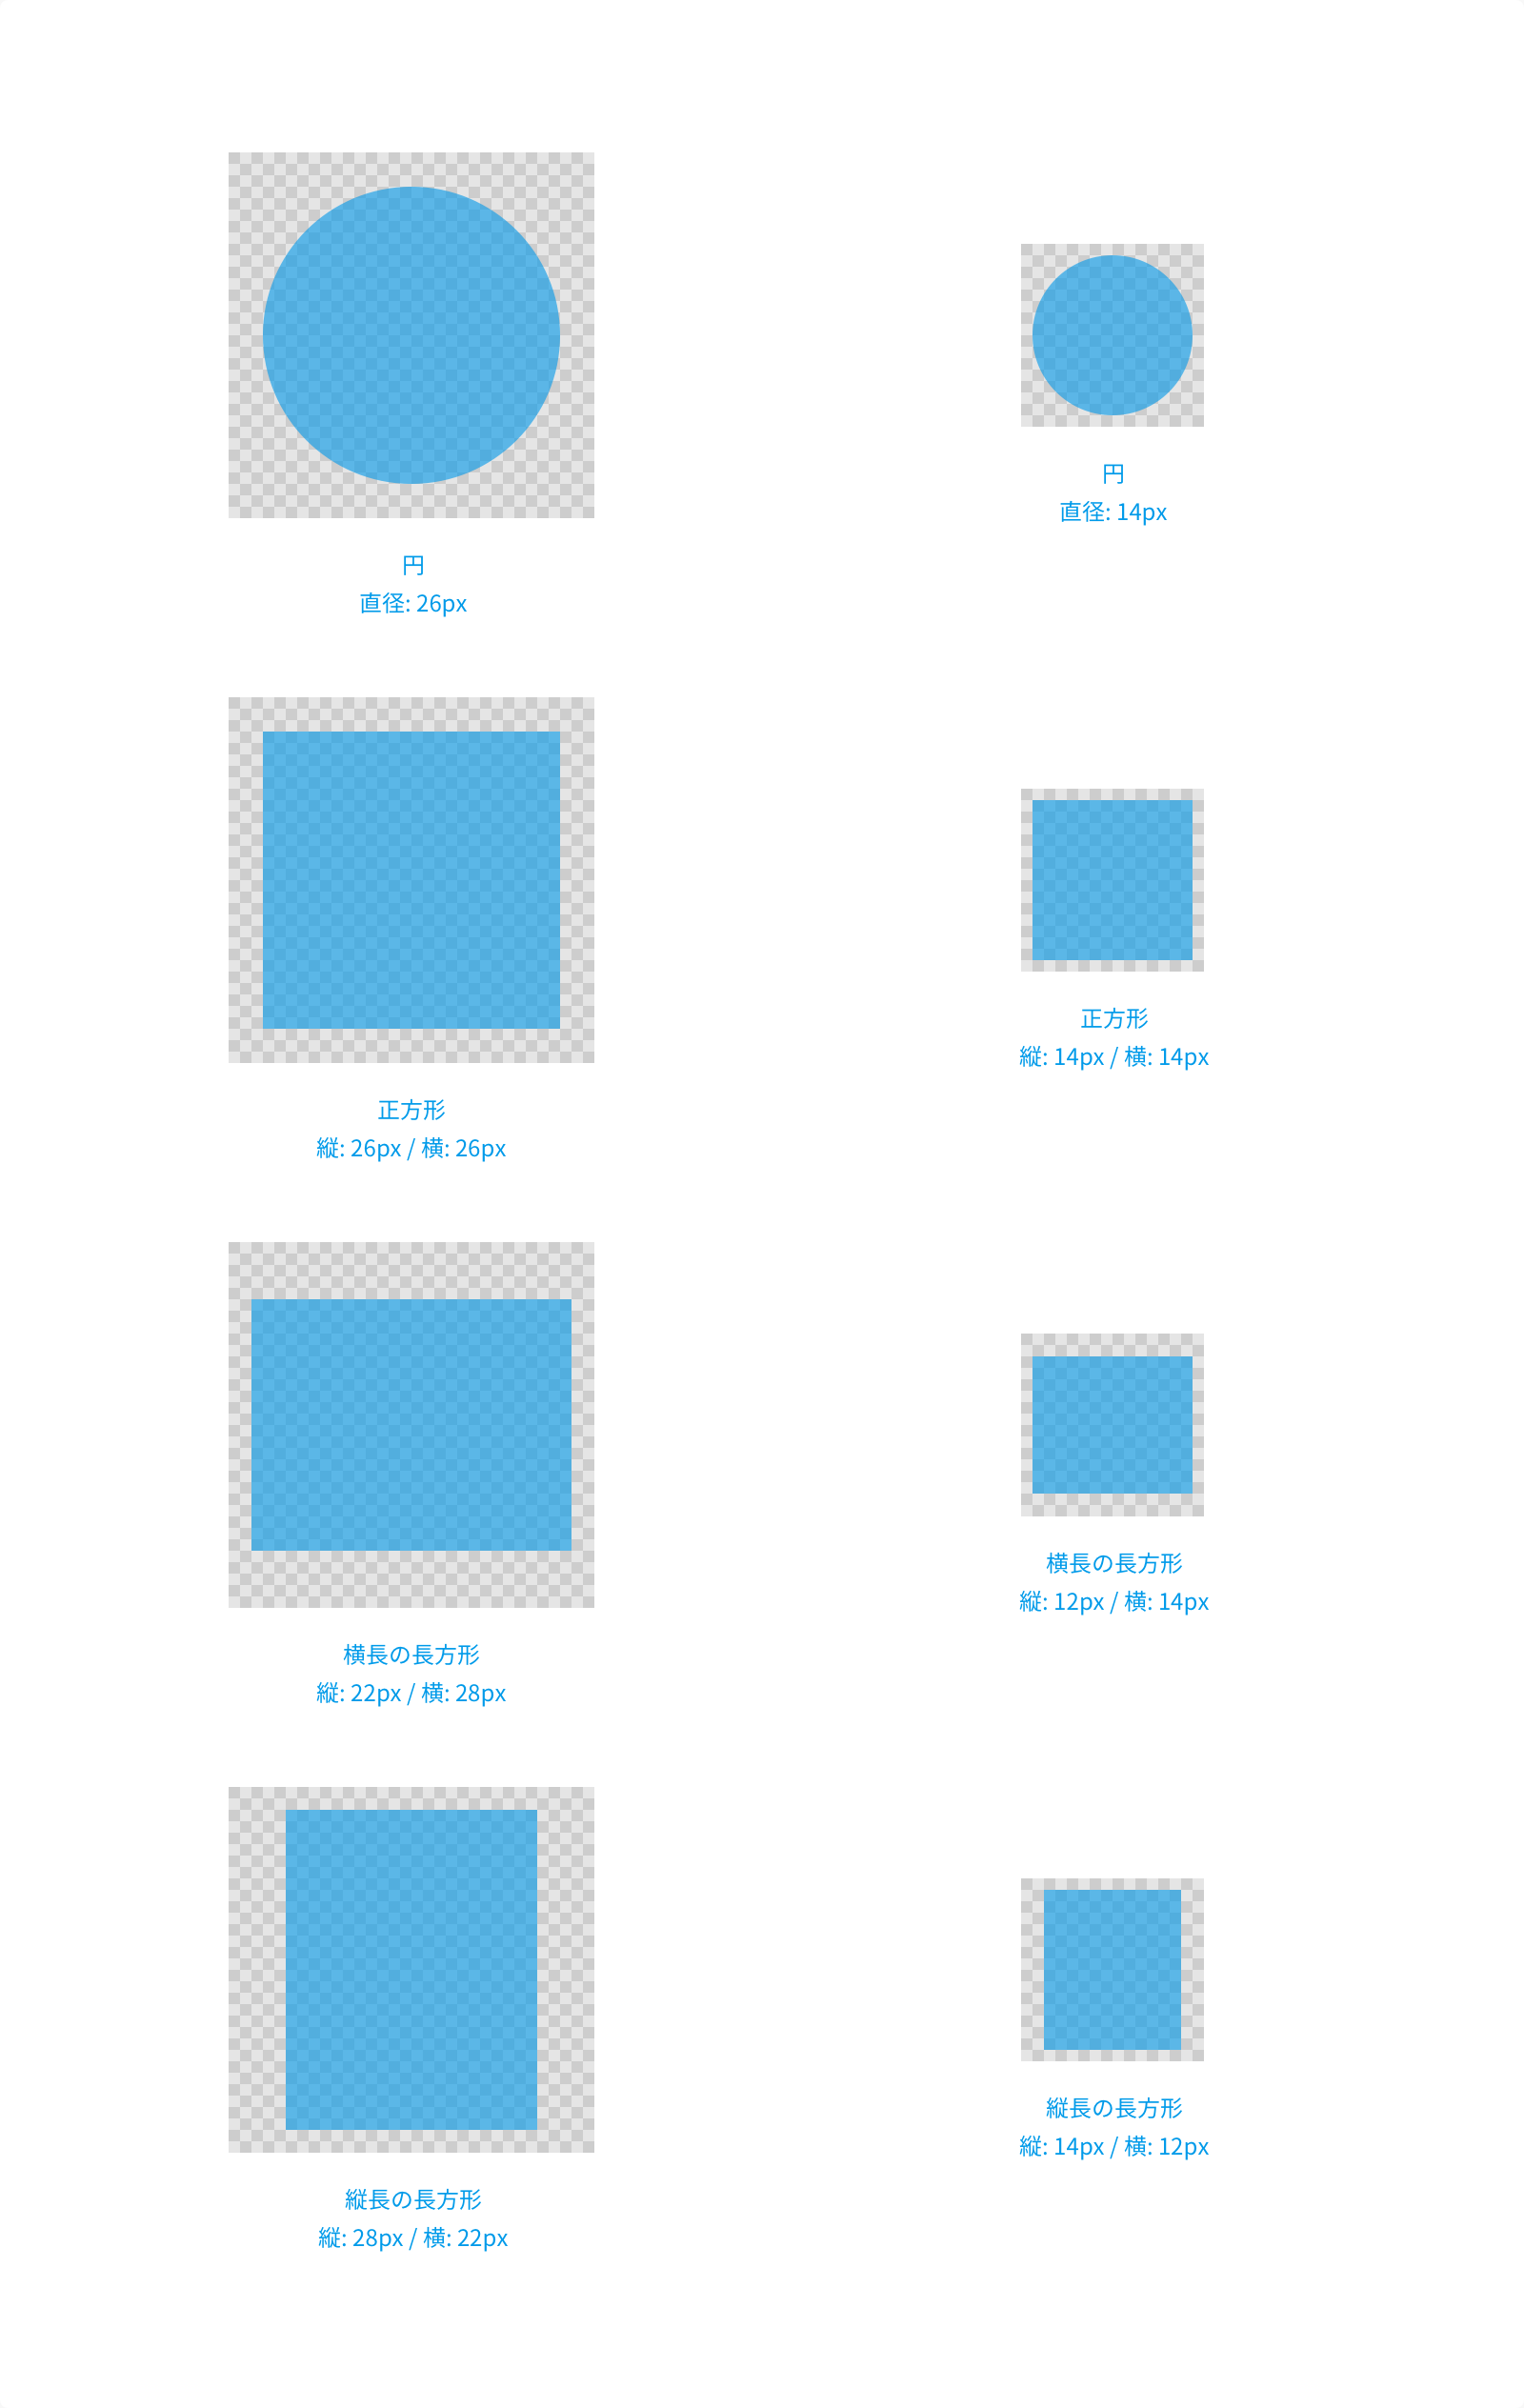 円
直径: 26px
円
直径: 14px
正方形
縦: 26px / 横: 26px
正方形
縦: 14px / 横: 14px
横長の長方形
縦: 22px / 横: 28px
横長の長方形
縦: 12px / 横: 14px
縦長の長方形
縦: 28px / 横: 22px
縦長の長方形
縦: 14px / 横: 12px